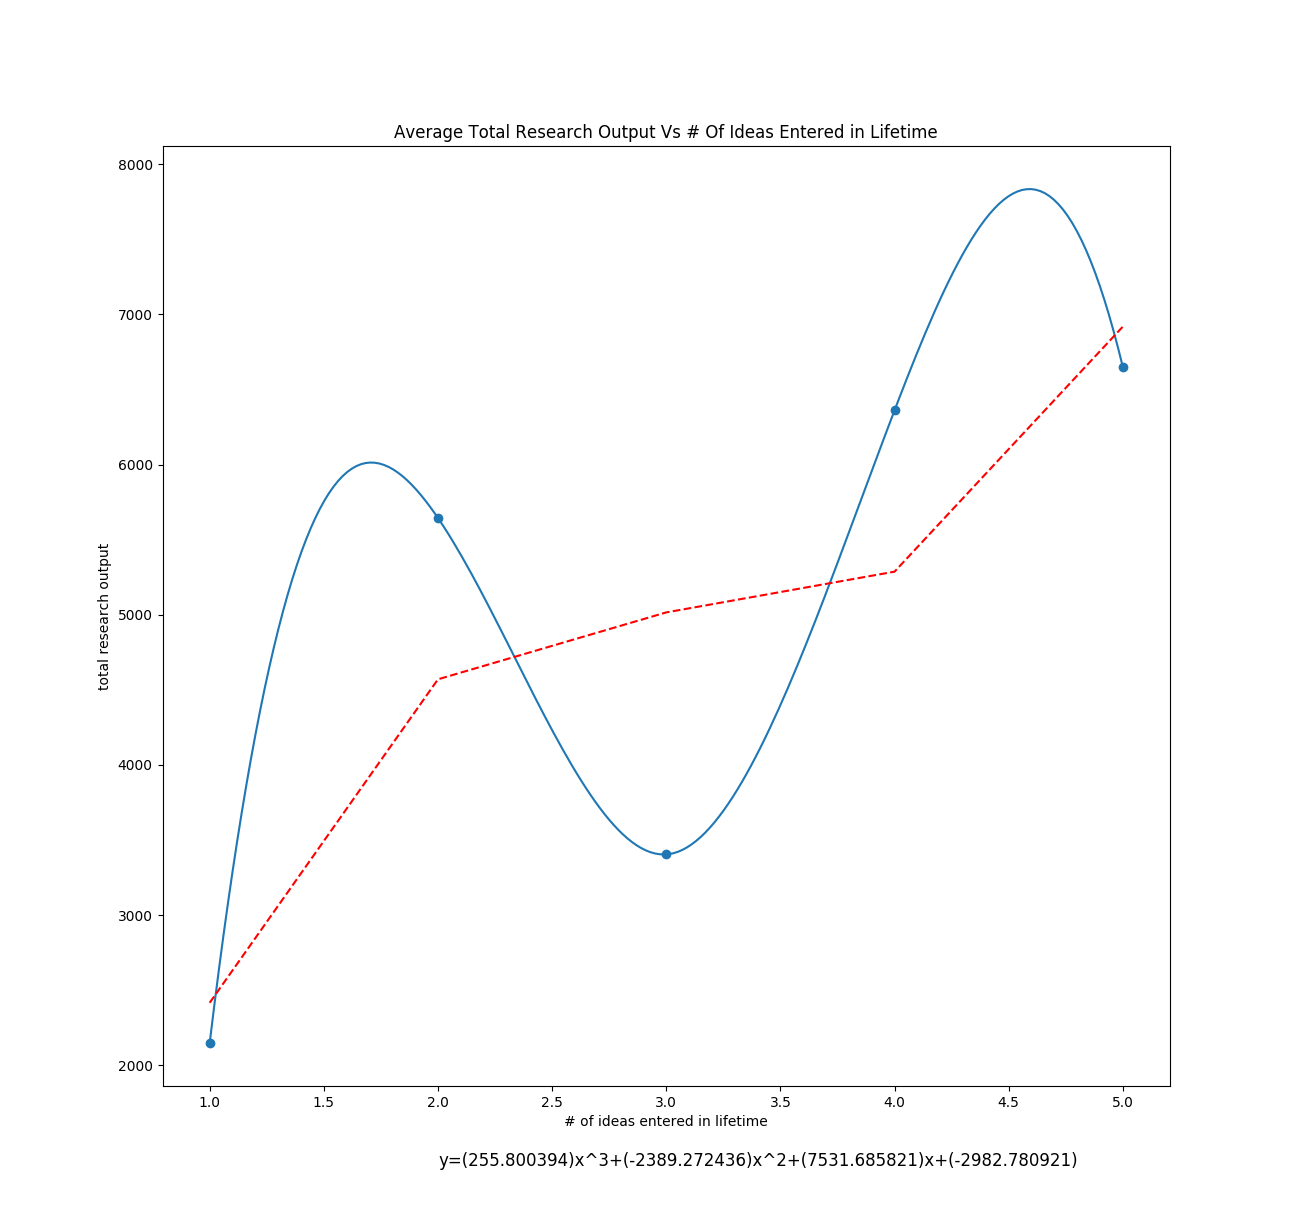 Average Total Research Output Vs # Of Ideas Entered in Lifetime
total research output
8000
7000
6000
5000
4000
3000
2000
1.0 1.5 2.0 2.5 3.0 3.5 4.0 4.5 5.0
# of ideas entered in lifetime
y=(255.800394)x^3+(-2389.272436)x^2+(7531.685821)x+(-2982.780921)